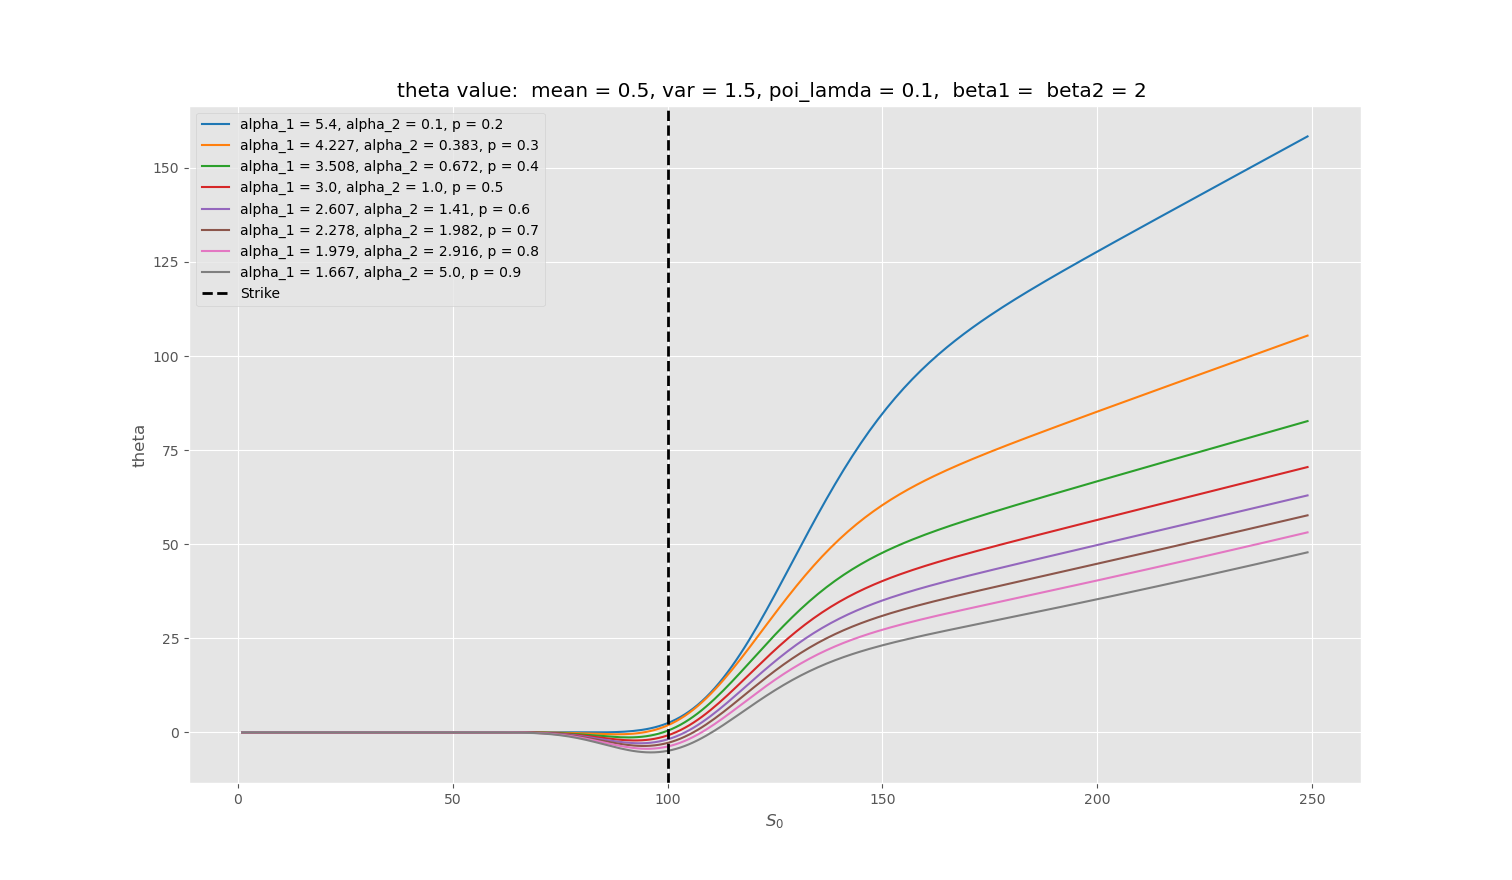 theta value:  mean = 0.5, var = 1.5, poi_lamda = 0.1,  beta1 =  beta2 = 2
alpha_1 = 5.4, alpha_2 = 0.1, p = 0.2
alpha_1 = 4.227, alpha_2 = 0.383, p = 0.3
alpha_1 = 3.508, alpha_2 = 0.672, p = 0.4
alpha_1 = 3.0, alpha_2 = 1.0, p = 0.5
alpha_1 = 2.607, alpha_2 = 1.41, p = 0.6
alpha_1 = 2.278, alpha_2 = 1.982, p = 0.7
alpha_1 = 1.979, alpha_2 = 2.916, p = 0.8
alpha_1 = 1.667, alpha_2 = 5.0, p = 0.9
Strike
theta
150
125
100
75
50
25
0
0 50 100 150 200 250
S₀